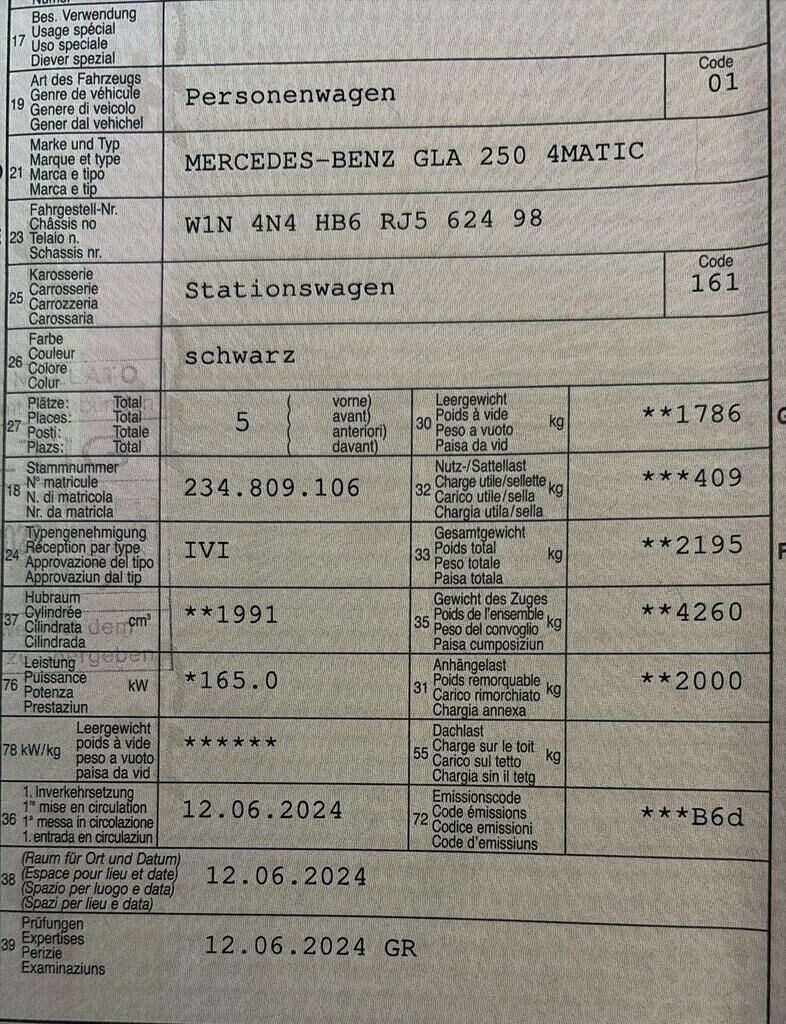 17 Bes. Verwendung
Usage spécial
Uso speciale
Diever spezial
19 Art des Fahrzeugs
Genre de véhicule
Genere di veicolo
Gener dal vehichel
Personenwagen
Code
01
21 Marke und Typ
Marque et type
Marca e tipo
Marca e tip
MERCEDES-BENZ GLA 250 4MATIC
23 Fahrgestell-Nr.
Châssis no
Telaio n.
Schassis nr.
W1N 4N4 HB6 RJ5 624 98
25 Karosserie
Carrosserie
Carrozzeria
Carossaria
Stationswagen
Code
161
26 Farbe
Couleur
Colore
Colur
schwarz
27 Plätze: Total
Places: Total
Posti: Totale
Plazs: Total
5
( vorne)
( avant)
( anteriori)
( davant)
30 Leergewicht
Poids à vide
Peso a vuoto
Paisa da vid
kg
**1786
18 Stammnummer
N° matricule
N. di matricola
Nr. da matricla
234.809.106
32 Nutz-/Sattellast
Charge utile/sellette
Carico utile/sella
Chargia utila/sella
kg
***409
24 Typengenehmigung
Réception par type
Approvazione del tipo
Approvaziun dal tip
IVI
33 Gesamtgewicht
Poids total
Peso totale
Paisa totala
kg
**2195
37 Hubraum
Cylindrée
Cilindrata
Cilindrada
cm³
**1991
35 Gewicht des Zuges
Poids de l'ensemble
Peso del convoglio
Paisa cumposiziun
kg
**4260
76 Leistung
Puissance
Potenza
Prestaziun
kW
*165.0
31 Anhängelast
Poids remorquable
Carico rimorchiato
Chargia annexa
kg
**2000
78 kW/kg Leergewicht
poids à vide
peso a vuoto
paisa da vid
******
55 Dachlast
Charge sur le toit
Carico sul tetto
Chargia sin il tetg
kg
36 1. Inverkehrsetzung
1re mise en circulation
1a messa in circolazione
1. entrada en circulaziun
12.06.2024
72 Emissionscode
Code émissions
Codice emissioni
Code d'emissiuns
***B6d
38 (Raum für Ort und Datum)
(Espace pour lieu et date)
(Spazio per luogo e data)
(Spazi per lieu e data)
12.06.2024
39 Prüfungen
Expertises
Perizie
Examinaziuns
12.06.2024 GR